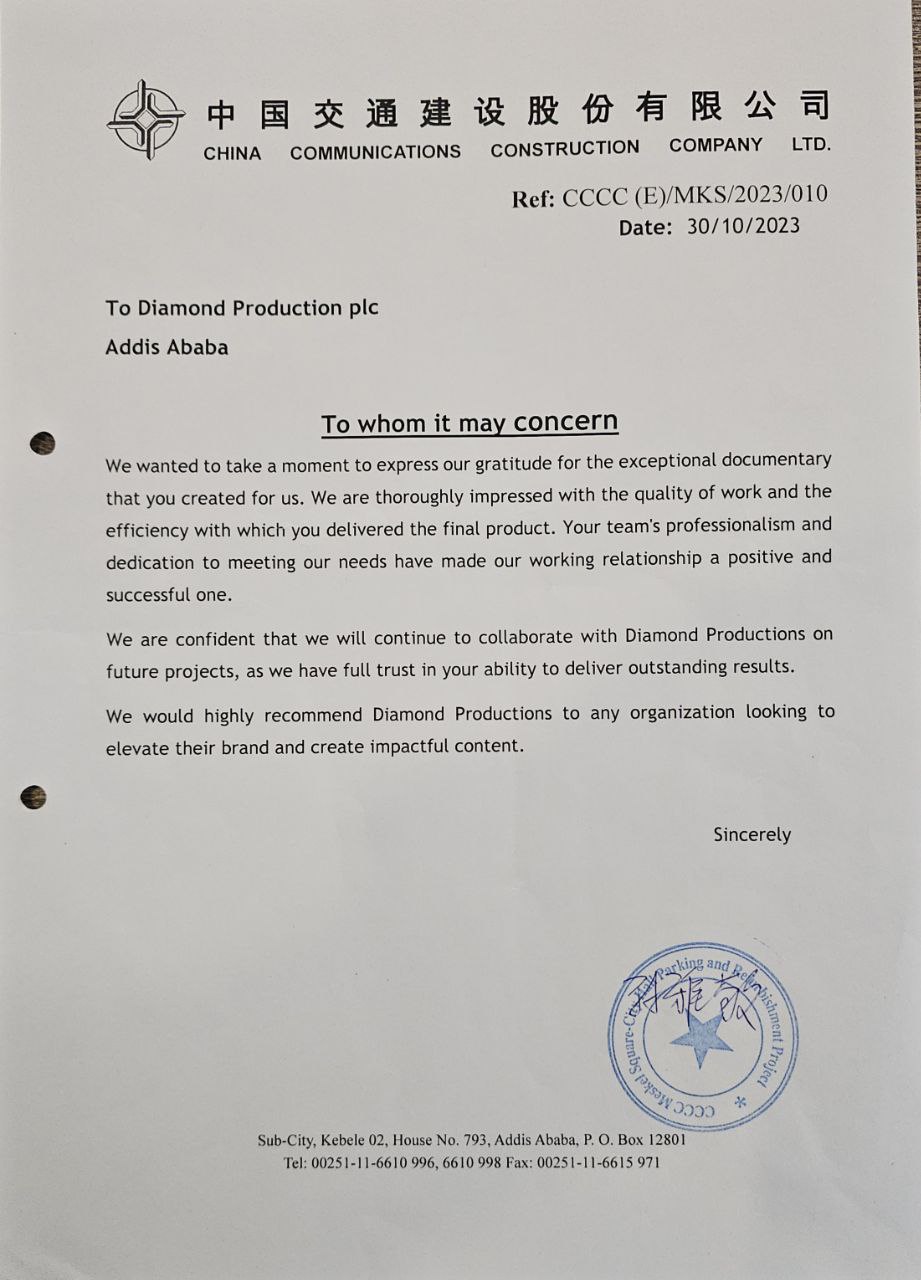 中国交通建设股份有限公司
CHINA COMMUNICATIONS CONSTRUCTION COMPANY LTD.
Ref: CCCC (E)/MKS/2023/010
Date: 30/10/2023
To Diamond Production plc
Addis Ababa
To whom it may concern
We wanted to take a moment to express our gratitude for the exceptional documentary
that you created for us. We are thoroughly impressed with the quality of work and the
efficiency with which you delivered the final product. Your team's professionalism and
dedication to meeting our needs have made our working relationship a positive and
successful one.
We are confident that we will continue to collaborate with Diamond Productions on
future projects, as we have full trust in your ability to deliver outstanding results.
We would highly recommend Diamond Productions to any organization looking to
elevate their brand and create impactful content.
Sincerely
CCCC Meskel Square-City Hall Parking and Refurbishment Project
Sub-City, Kebele 02, House No. 793, Addis Ababa, P. O. Box 12801
Tel: 00251-11-6610 996, 6610 998 Fax: 00251-11-6615 971